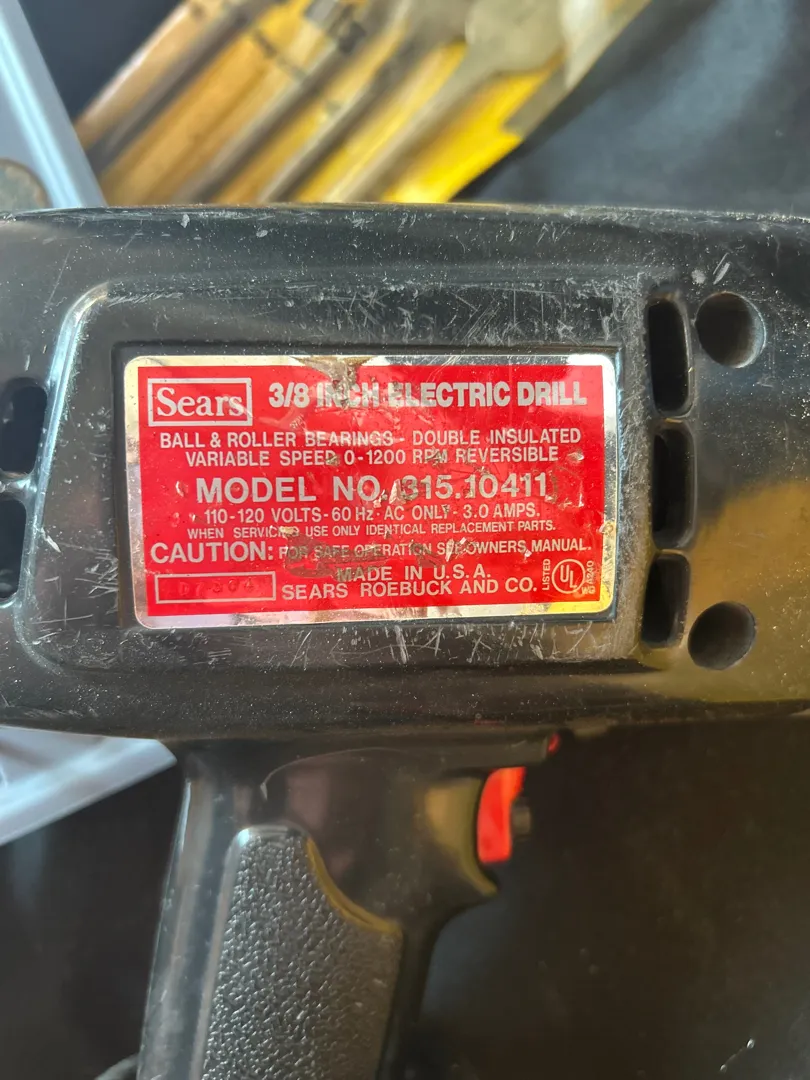 Sears
3/8 INCH ELECTRIC DRILL
BALL & ROLLER BEARINGS - DOUBLE INSULATED
VARIABLE SPEED 0-1200 RPM REVERSIBLE
MODEL NO. 315.10411
110-120 VOLTS - 60 Hz - AC ONLY - 3.0 AMPS.
WHEN SERVICING USE ONLY IDENTICAL REPLACEMENT PARTS.
CAUTION: FOR SAFE OPERATION SEE OWNERS MANUAL.
MADE IN U.S.A.
SEARS ROEBUCK AND CO.
LISTED
UL